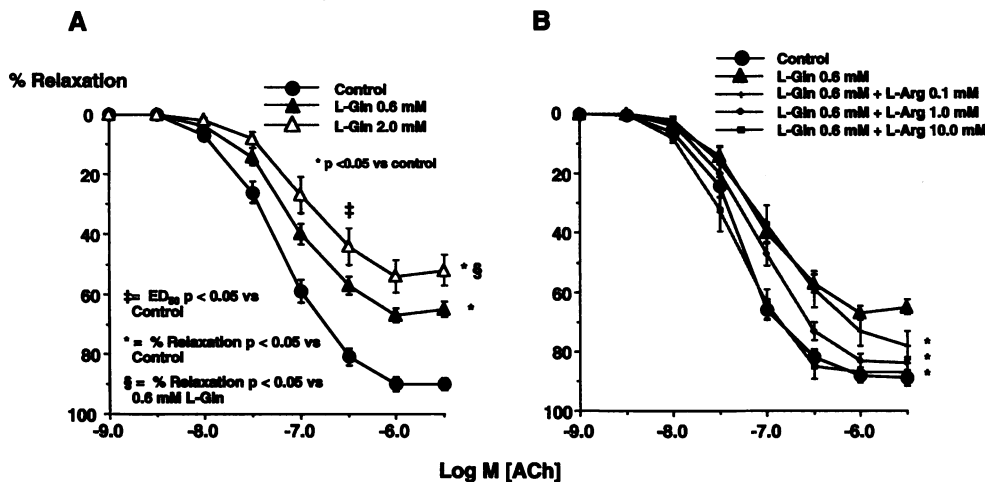 A
% Relaxation
Control
L-Gln 0.6 mM
L-Gln 2.0 mM
* p <0.05 vs control
0
20
40
60
80
100
‡
* §
*
‡= ED50 p < 0.05 vs
Control
* = % Relaxation p < 0.05 vs
Control
§ = % Relaxation p < 0.05 vs
0.6 mM L-Gln
-9.0
-8.0
-7.0
-6.0
B
Control
L-Gln 0.6 mM
L-Gln 0.6 mM + L-Arg 0.1 mM
L-Gln 0.6 mM + L-Arg 1.0 mM
L-Gln 0.6 mM + L-Arg 10.0 mM
0
20
40
60
80
100
*
*
*
-9.0
-8.0
-7.0
-6.0
Log M [ACh]